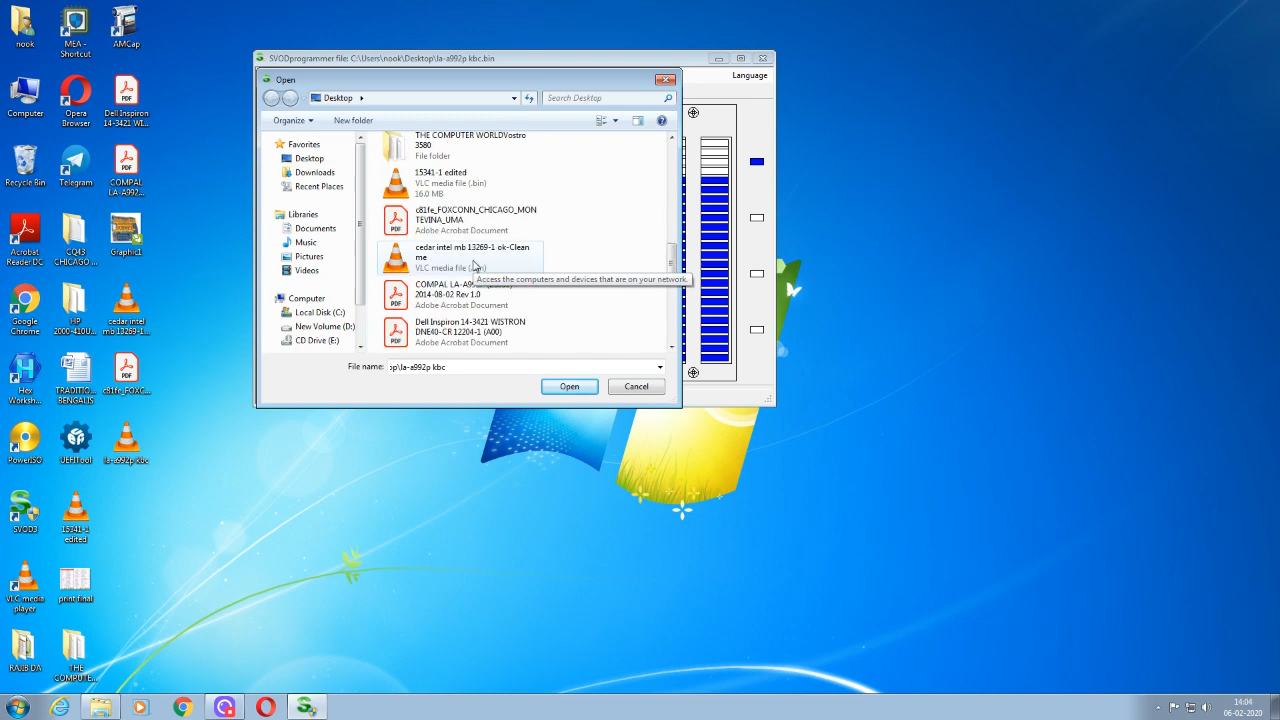 nook
MEA -
Shortcut
AMCap
Computer
Opera
Browser
Dell Inspiron
14-3421 WI...
Recycle Bin
Telegram
COMPAL
LA-A992...
Acrobat
Reader DC
CQ43
CHICAGO ...
Graphic1
Google
Chrome
HP
2000-410U...
cedar intel
mb 13269-1...
Hex
Worksh...
TRADITIO...
BENGALIS
c81fe_FOXC...
PowerISO
UEFITool
la-a992p kbc
SVOD3
15341-1
edited
VLC media
player
print final
RAJIB DA
THE
COMPUTE...
SVODprogrammer file: C:\Users\nook\Desktop\la-a992p kbc.bin
Language
Open
Desktop
Search Desktop
Organize
New folder
Favorites
Desktop
Downloads
Recent Places
Libraries
Documents
Music
Pictures
Videos
Computer
Local Disk (C:)
New Volume (D:)
CD Drive (E:)
THE COMPUTER WORLDVostro
3580
File folder
15341-1 edited
VLC media file (.bin)
16.0 MB
c81fe_FOXCONN_CHICAGO_MON
TEVINA_UMA
Adobe Acrobat Document
cedar intel mb 13269-1 ok-Clean
me
VLC media file (.bin)
Access the computers and devices that are on your network.
COMPAL
2014-08-02 Rev 1.0
Adobe Acrobat Document
Dell Inspiron 14-3421 WISTRON
DNE40-CR 12204-1 (A00)
Adobe Acrobat Document
File name:
op\la-a992p kbc
Open
Cancel
14:04
06-02-2020